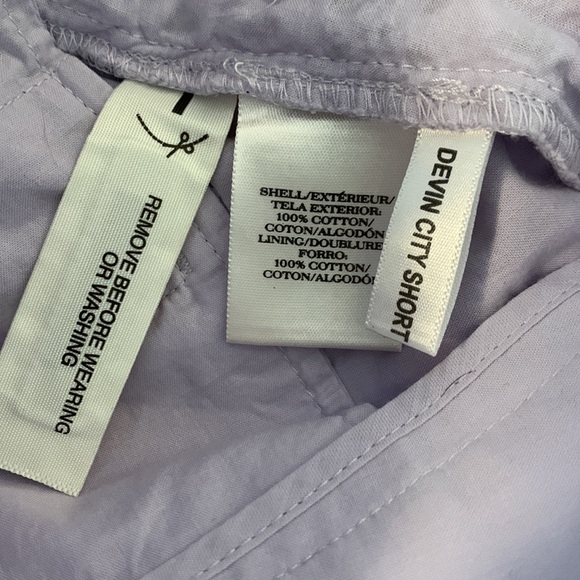 REMOVE BEFORE WEARING
OR WASHING
SHELL/EXTÉRIEUR/
TELA EXTERIOR:
100% COTTON/
COTON/ALGODÓN
LINING/DOUBLURE
FORRO:
100% COTTON/
COTON/ALGODÓN
DEVIN CITY SHORT